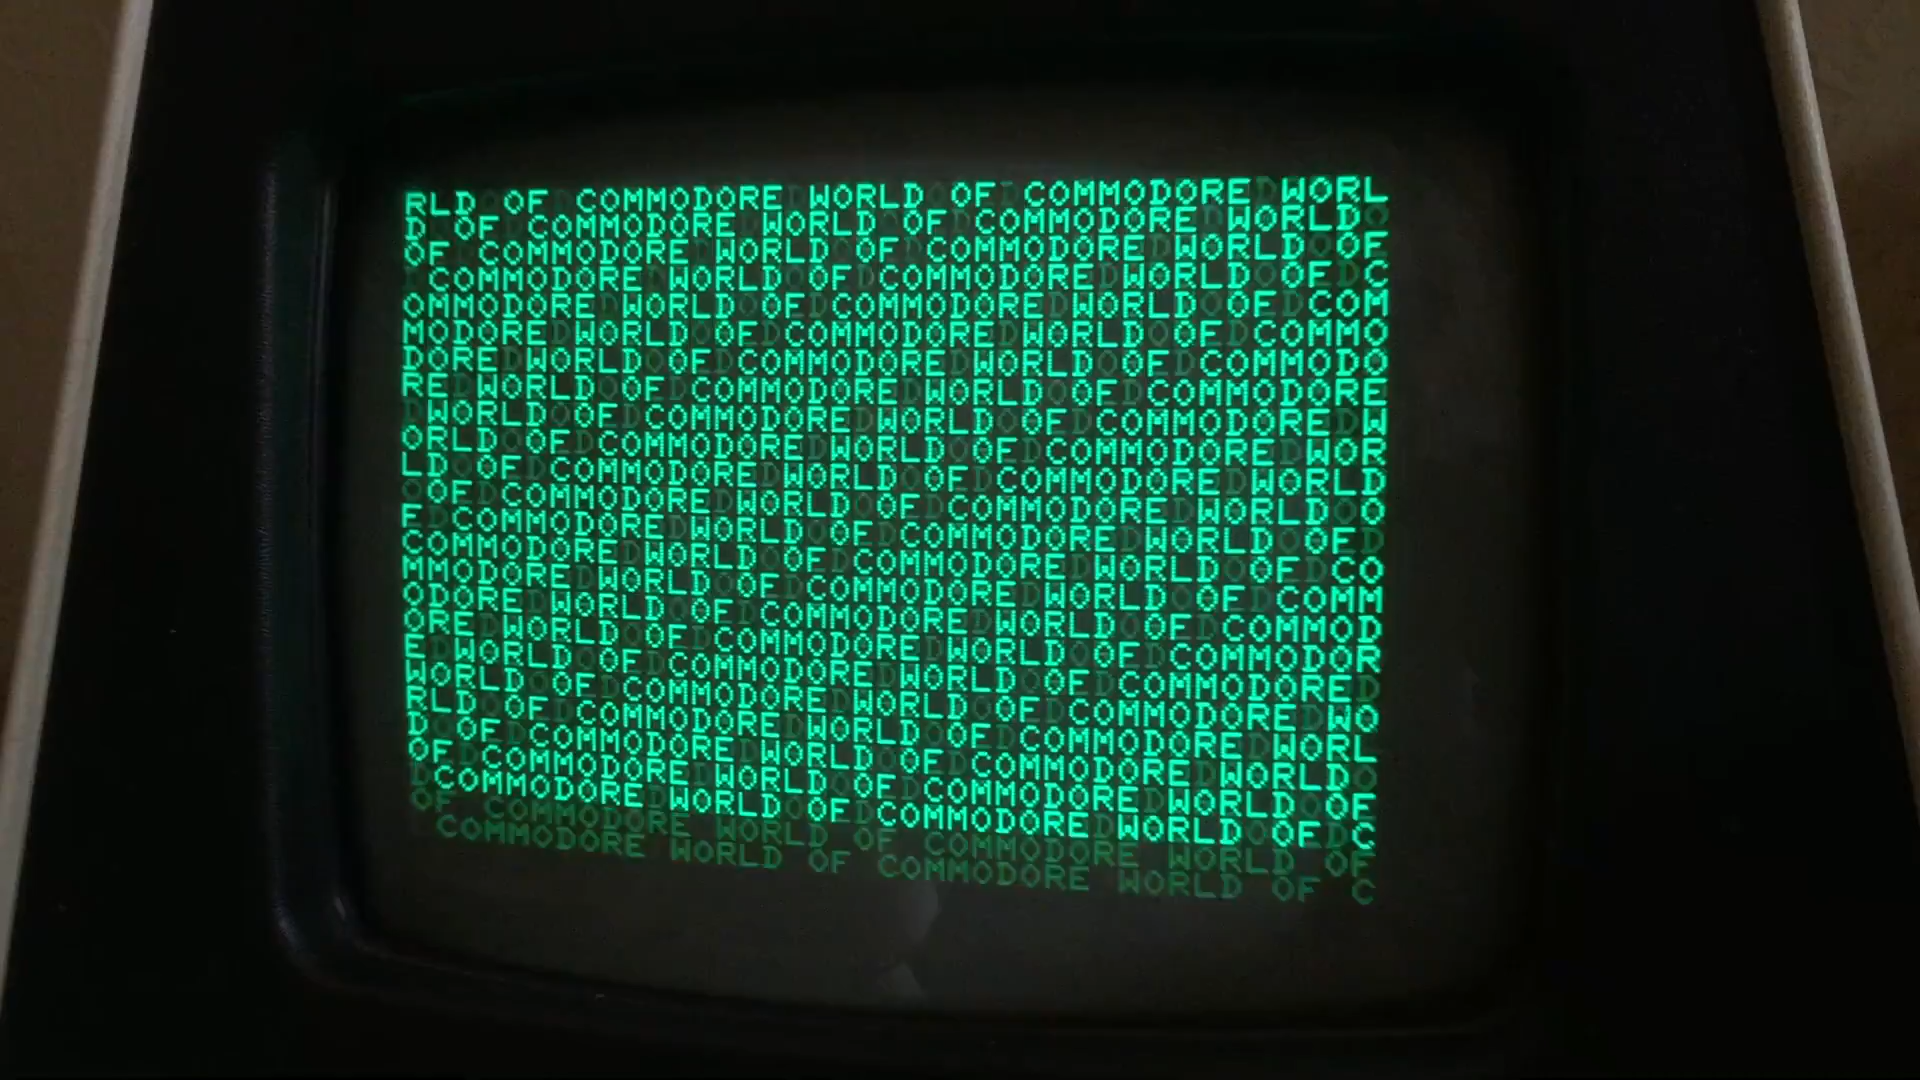 RLD OF COMMODORE WORLD OF COMMODORE WORL
D OF COMMODORE WORLD OF COMMODORE WORLD
OF COMMODORE WORLD OF COMMODORE WORLD OF
COMMODORE WORLD OF COMMODORE WORLD OF C
OMMODORE WORLD OF COMMODORE WORLD OF COM
MODORE WORLD OF COMMODORE WORLD OF COMMO
DORE WORLD OF COMMODORE WORLD OF COMMODO
RE WORLD OF COMMODORE WORLD OF COMMODORE
WORLD OF COMMODORE WORLD OF COMMODORE W
ORLD OF COMMODORE WORLD OF COMMODORE WOR
LD OF COMMODORE WORLD OF COMMODORE WORLD
OF COMMODORE WORLD OF COMMODORE WORLD O
F COMMODORE WORLD OF COMMODORE WORLD OF
COMMODORE WORLD OF COMMODORE WORLD OF CO
MMODORE WORLD OF COMMODORE WORLD OF COMM
ODORE WORLD OF COMMODORE WORLD OF COMMOD
ORE WORLD OF COMMODORE WORLD OF COMMODOR
E WORLD OF COMMODORE WORLD OF COMMODORE
WORLD OF COMMODORE WORLD OF COMMODORE WO
RLD OF COMMODORE WORLD OF COMMODORE WORL
D OF COMMODORE WORLD OF COMMODORE WORLD
OF COMMODORE WORLD OF COMMODORE WORLD OF
COMMODORE WORLD OF COMMODORE WORLD OF C
OF COMMODORE WORLD OF COMMODORE WORLD OF
COMMODORE WORLD OF COMMODORE WORLD OF C